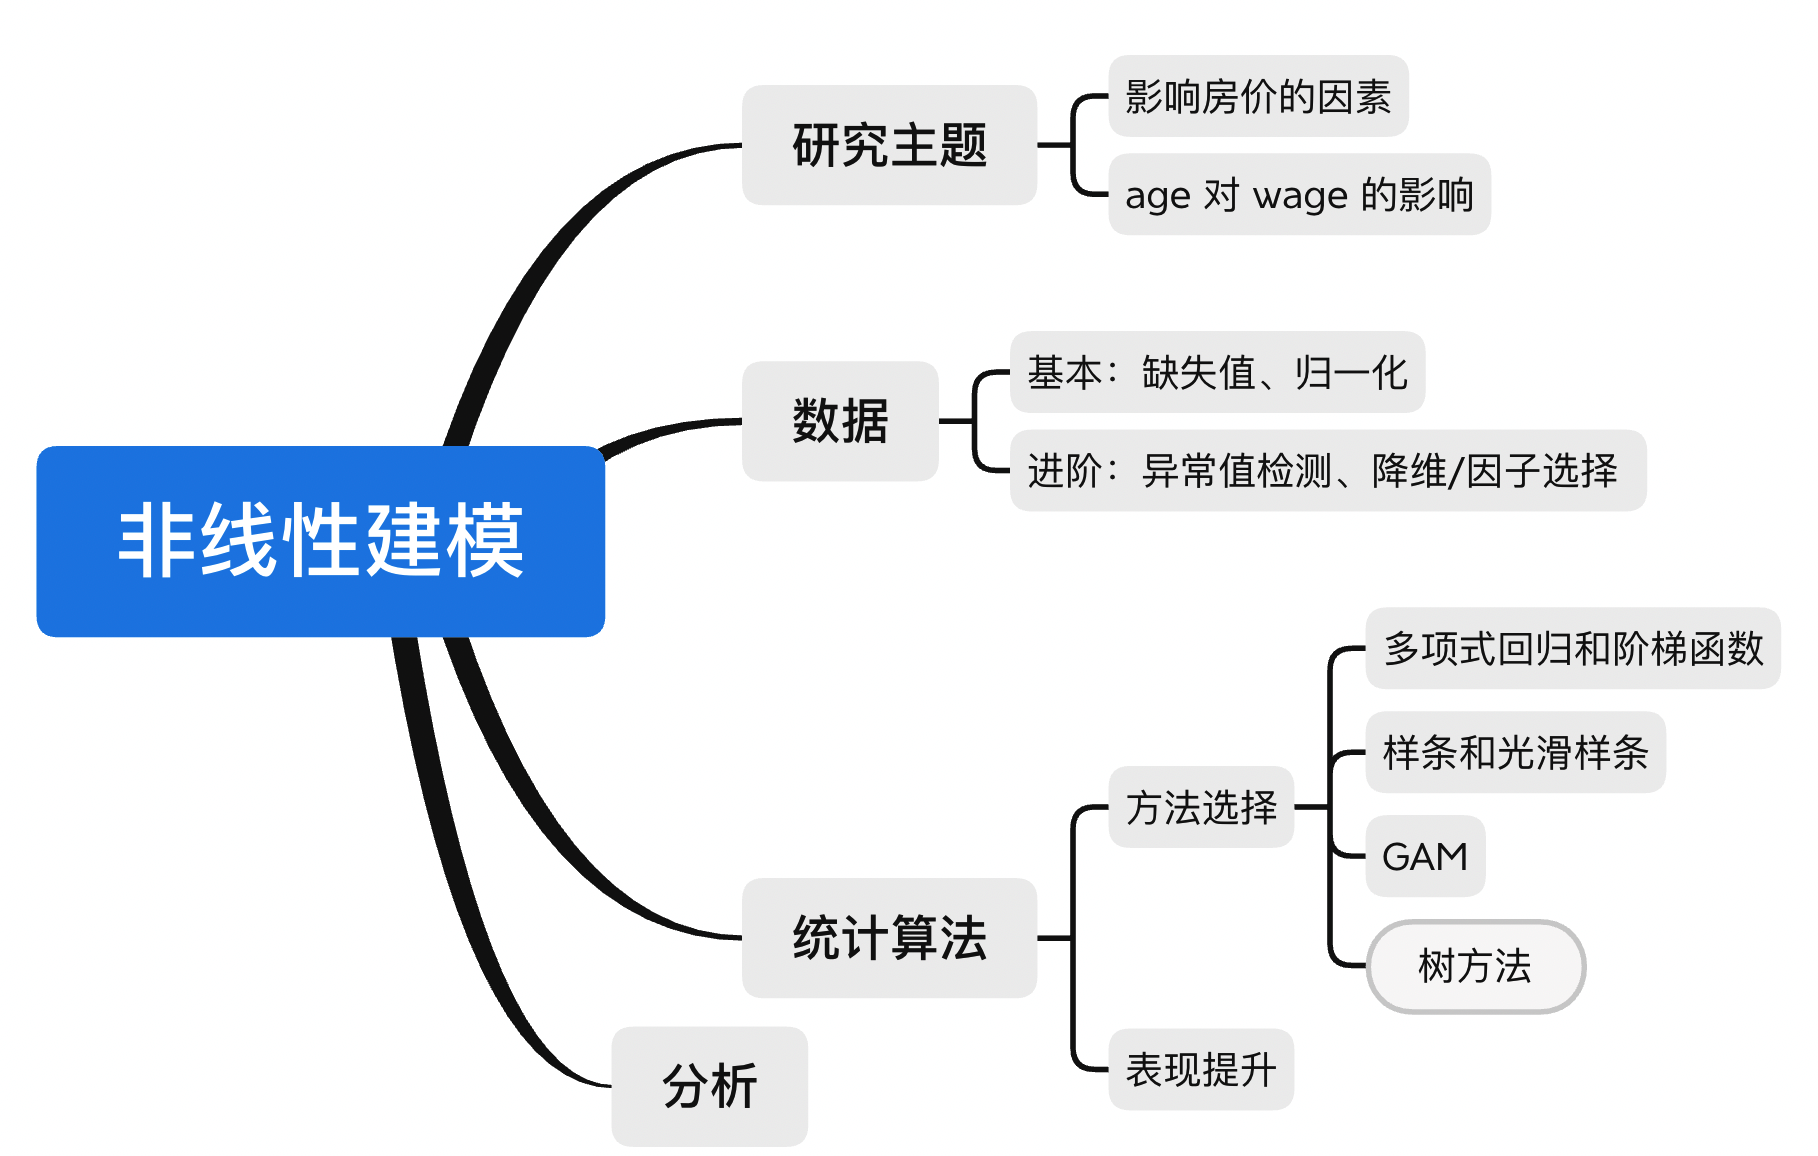 非线性建模
研究主题
影响房价的因素
age 对 wage 的影响
数据
基本：缺失值、归一化
进阶：异常值检测、降维/因子选择
统计算法
方法选择
多项式回归和阶梯函数
样条和光滑样条
GAM
树方法
表现提升
分析